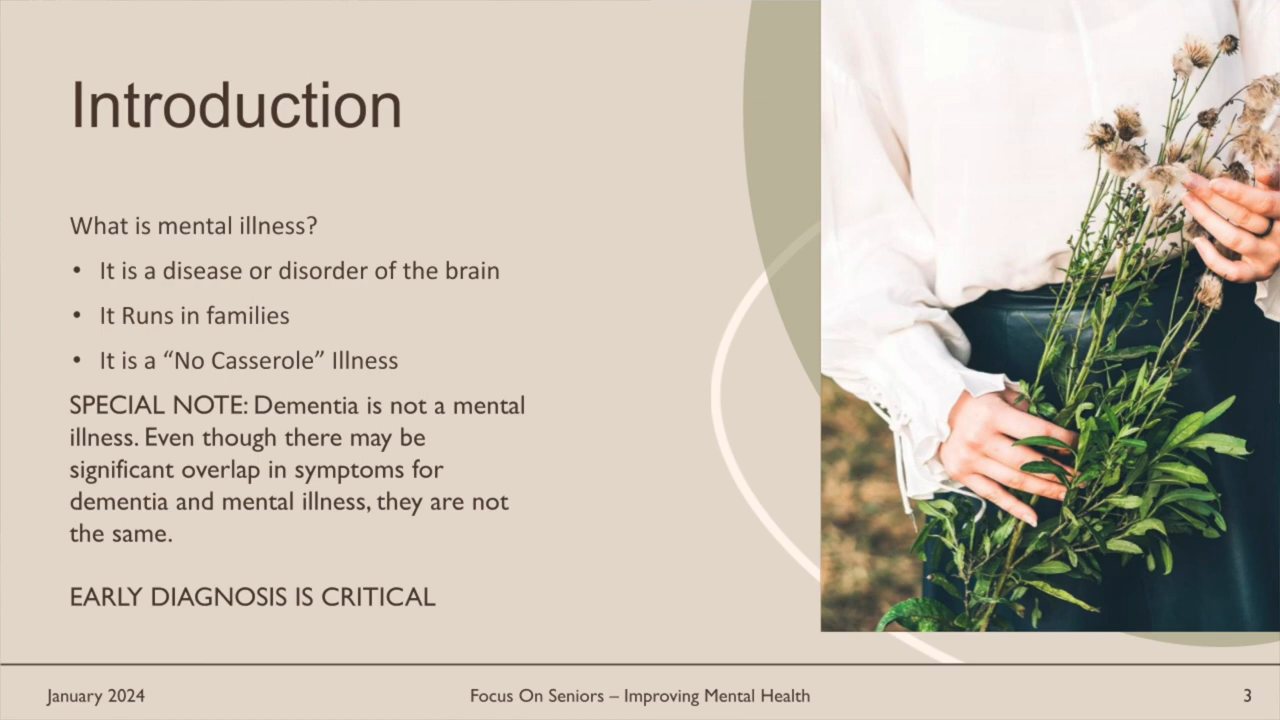 Introduction
What is mental illness?
• It is a disease or disorder of the brain
• It Runs in families
• It is a “No Casserole” Illness
SPECIAL NOTE: Dementia is not a mental
illness. Even though there may be
significant overlap in symptoms for
dementia and mental illness, they are not
the same.
EARLY DIAGNOSIS IS CRITICAL
January 2024
Focus On Seniors – Improving Mental Health
3